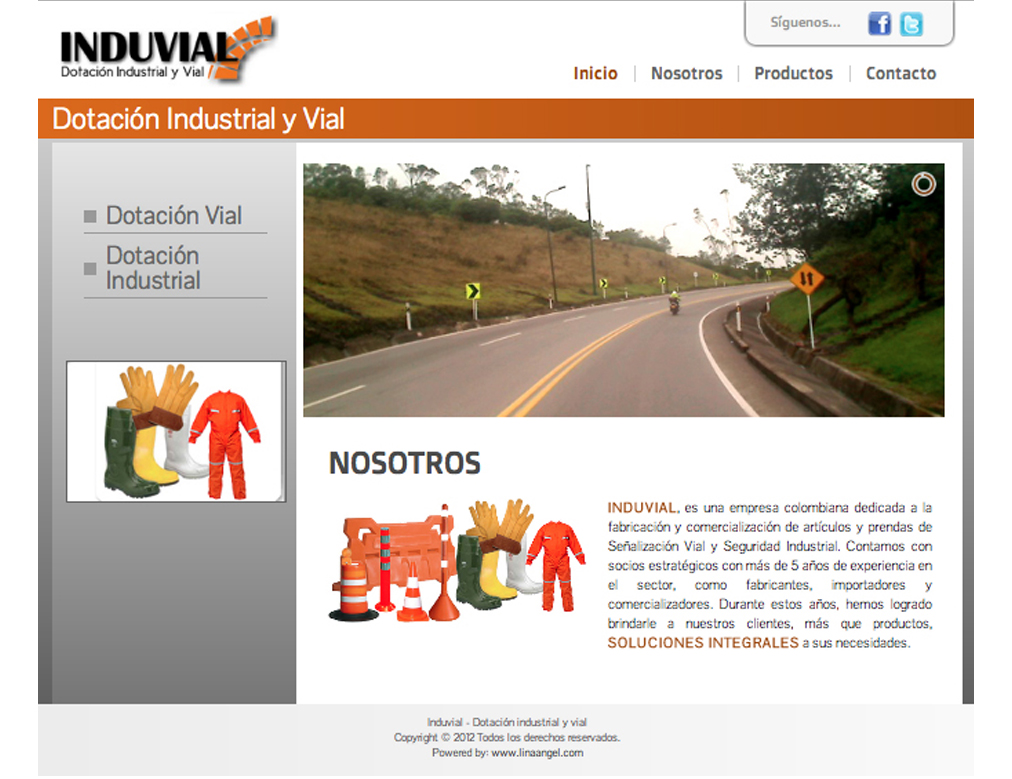 INDUVIAL
Dotación Industrial y Vial
Síguenos...
Inicio
Nosotros
Productos
Contacto
Dotación Industrial y Vial
Dotación Vial
Dotación
Industrial
NOSOTROS
INDUVIAL, es una empresa colombiana dedicada a la
fabricación y comercialización de artículos y prendas de
Señalización Vial y Seguridad Industrial. Contamos con
socios estratégicos con más de 5 años de experiencia en
el sector, como fabricantes, importadores y
comercializadores. Durante estos años, hemos logrado
brindarle a nuestros clientes, más que productos,
SOLUCIONES INTEGRALES a sus necesidades.
Induvial - Dotación industrial y vial
Copyright © 2012 Todos los derechos reservados.
Powered by: www.linaangel.com